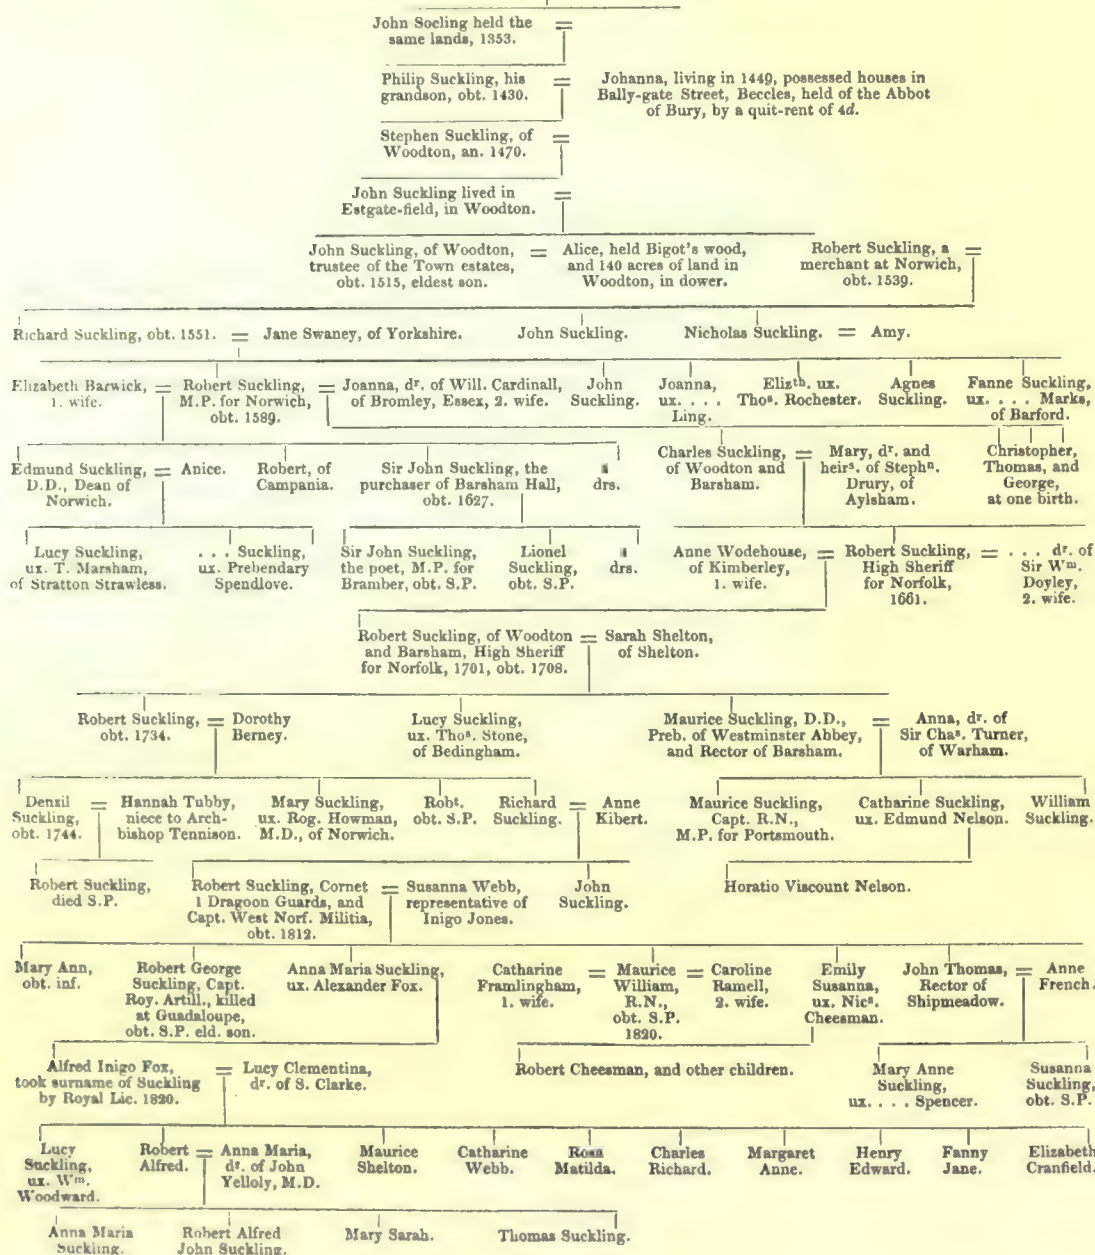 John Socling held the =
same lands, 1353.
Philip Suckling, his = Johanna, living in 1449, possessed houses in
grandson, obt. 1430. Bally-gate Street, Beccles, held of the Abbot
of Bury, by a quit-rent of 4d.
Stephen Suckling, of =
Woodton, an. 1470.
John Suckling lived in =
Estgate-field, in Woodton.
John Suckling, of Woodton, = Alice, held Bigot's wood, Robert Suckling, a =
trustee of the Town estates, and 140 acres of land in merchant at Norwich,
obt. 1515, eldest son. Woodton, in dower. obt. 1539.
Richard Suckling, obt. 1551. = Jane Swaney, of Yorkshire. John Suckling. Nicholas Suckling. = Amy.
Elizabeth Barwick, = Robert Suckling, = Joanna, dr. of Will. Cardinall, John Joanna, Elizth. ux. Agnes Fanne Suckling,
1. wife. M.P. for Norwich, of Bromley, Essex, 2. wife. Suckling. ux. . . . Thos. Rochester. Suckling. ux. . . . Marks,
obt. 1589. Ling. of Barford.
Edmund Suckling, = Anice. Robert, of Sir John Suckling, the drs. Charles Suckling, = Mary, dr. and Christopher,
D.D., Dean of Campania. purchaser of Barsham Hall, of Woodton and heirs. of Stephn. Thomas, and
Norwich. obt. 1627. Barsham. Drury, of George,
Aylsham. at one birth.
Lucy Suckling, . . . Suckling, Sir John Suckling, Lionel drs. Anne Wodehouse, = Robert Suckling, = . . . dr. of
ux. T. Marsham, ux. Prebendary the poet, M.P. for Suckling, of Kimberley, High Sheriff Sir Wm.
of Stratton Strawless. Spendlove. Bramber, obt. S.P. obt. S.P. 1. wife. for Norfolk, Doyley,
1661. 2. wife.
Robert Suckling, of Woodton = Sarah Shelton,
and Barsham, High Sheriff of Shelton.
for Norfolk, 1701, obt. 1708.
Robert Suckling, = Dorothy Lucy Suckling, Maurice Suckling, D.D., = Anna, dr. of
obt. 1734. Berney. ux. Thos. Stone, Preb. of Westminster Abbey, Sir Chas. Turner,
of Bedingham. and Rector of Barsham. of Warham.
Denzil = Hannah Tubby, Mary Suckling, Robt. Richard = Anne Maurice Suckling, Catharine Suckling, William
Suckling, niece to Arch- ux. Rog. Howman, obt. S.P. Suckling. Kibert. Capt. R.N., ux. Edmund Nelson. Suckling.
obt. 1744. bishop Tennison. M.D., of Norwich. M.P. for Portsmouth.
Robert Suckling, Robert Suckling, Cornet = Susanna Webb, John Horatio Viscount Nelson.
died S.P. 1 Dragoon Guards, and representative of Suckling.
Capt. West Norf. Militia, Inigo Jones.
obt. 1812.
Mary Ann, Robert George Anna Maria Suckling, Catharine = Maurice = Caroline Emily John Thomas, = Anne
obt. inf. Suckling, Capt. ux. Alexander Fox. Framlingham, William, Ramell, Susanna, Rector of French.
Roy. Artill., killed 1. wife. R.N., 2. wife. ux. Nics. Shipmeadow.
at Guadaloupe, obt. S.P. Cheesman.
obt. S.P. eld. son. 1820.
Alfred Inigo Fox, = Lucy Clementina, Robert Cheesman, and other children. Mary Anne Susanna
took surname of Suckling dr. of S. Clarke. Suckling, Suckling,
by Royal Lic. 1820. ux. . . . . Spencer. obt. S.P.
Lucy Robert = Anna Maria, Maurice Catharine Rosa Charles Margaret Henry Fanny Elizabeth
Suckling, Alfred. dr. of John Shelton. Webb. Matilda. Richard. Anne. Edward. Jane. Cranfield.
ux. Wm. Yelloly, M.D.
Woodward.
Anna Maria Robert Alfred Mary Sarah. Thomas Suckling.
Suckling. John Suckling.